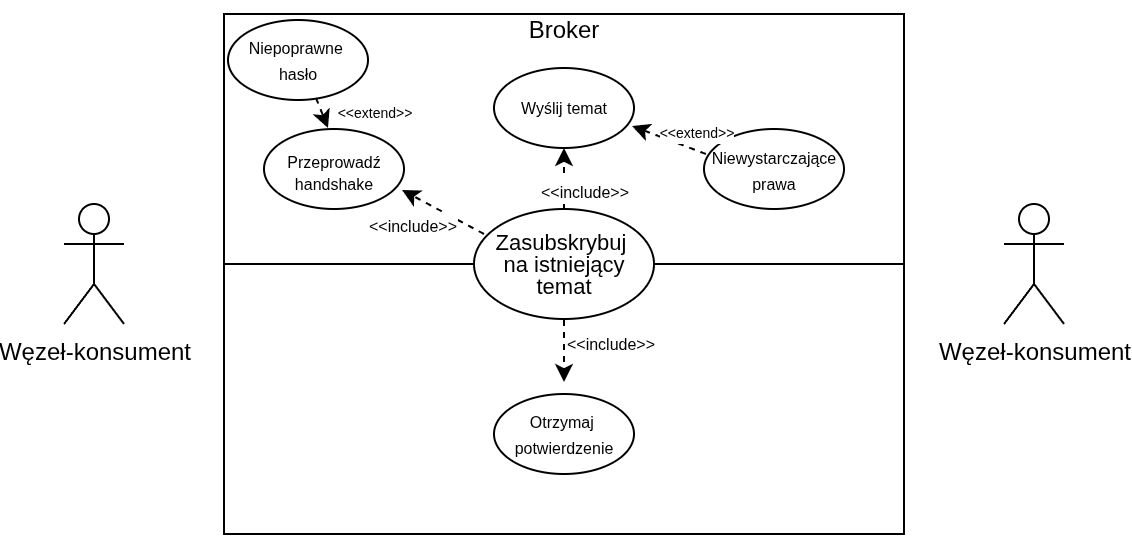 Broker
Niepoprawne
hasło
<<extend>>
Wyślij temat
<<extend>>
Przeprowadź
handshake
Niewystarczające
prawa
<<include>>
<<include>>
Zasubskrybuj
na istniejący
temat
Węzeł-konsument
Węzeł-konsument
<<include>>
Otrzymaj
potwierdzenie